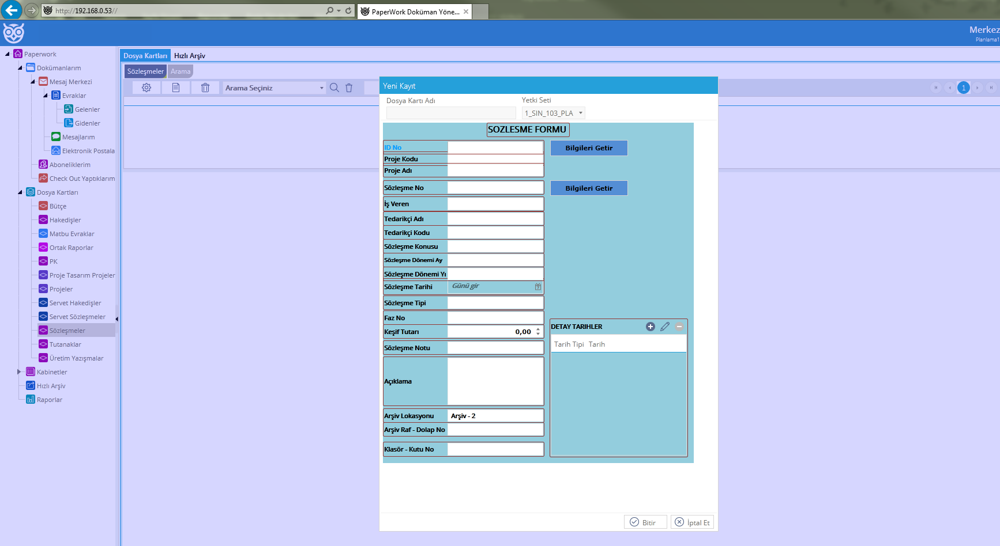 http://192.168.0.53//
PaperWork Doküman Yöne...
Merkez
Planlama1
Paperwork
Dokümanlarım
Mesaj Merkezi
Evraklar
Gelenler
Gidenler
Mesajlarım
Elektronik Postala
Aboneliklerim
Check Out Yaptıklarım
Dosya Kartları
Bütçe
Hakedişler
Matbu Evraklar
Ortak Raporlar
PK
Proje Tasarım Projeler
Projeler
Servet Hakedişler
Servet Sözleşmeler
Sözleşmeler
Tutanaklar
Üretim Yazışmalar
Kabinetler
Hızlı Arşiv
Raporlar
Dosya Kartları Hızlı Arşiv
Sözleşmeler Arama
Arama Seçiniz
1
Yeni Kayıt
Dosya Kartı Adı Yetki Seti
1_SIN_103_PLA
SOZLESME FORMU
ID No Bilgileri Getir
Proje Kodu
Proje Adı
Sözleşme No Bilgileri Getir
İş Veren
Tedarikçi Adı
Tedarikçi Kodu
Sözleşme Konusu
Sözleşme Dönemi Ay
Sözleşme Dönemi Yı
Sözleşme Tarihi Günü gir
Sözleşme Tipi
Faz No
Keşif Tutarı 0,00
Sözleşme Notu
Açıklama
Arşiv Lokasyonu Arşiv - 2
Arşiv Raf - Dolap No
Klasör - Kutu No
DETAY TARIHLER
Tarih Tipi Tarih
Bitir İptal Et